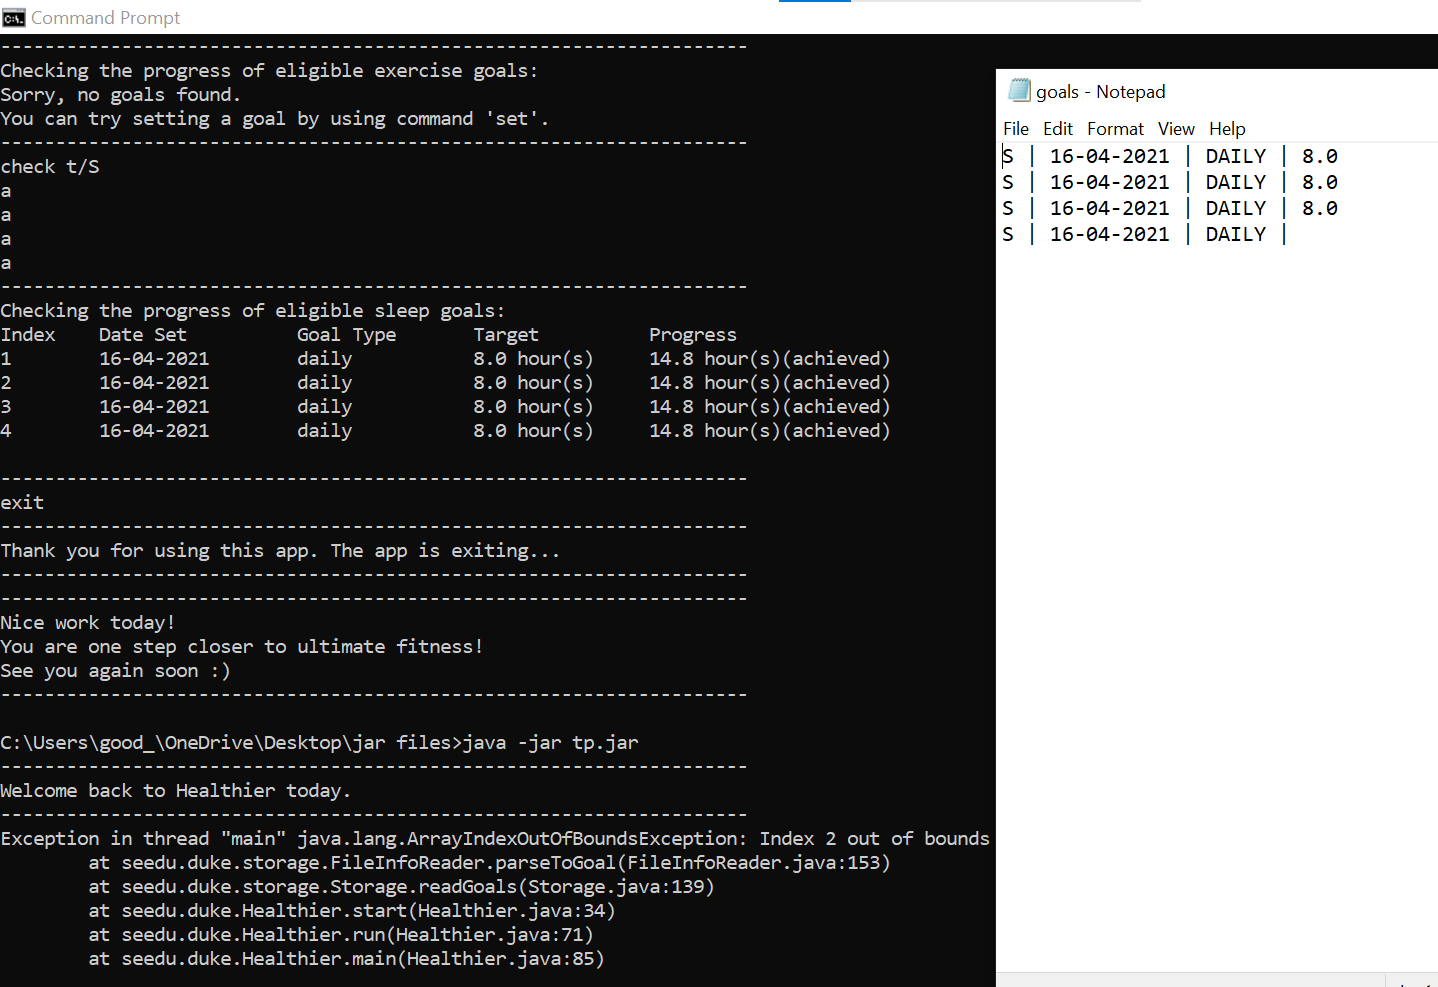 Command Prompt
--------------------------------------------------------------------
Checking the progress of eligible exercise goals:
Sorry, no goals found.
You can try setting a goal by using command 'set'.
--------------------------------------------------------------------
check t/S
a
a
a
a
--------------------------------------------------------------------
Checking the progress of eligible sleep goals:
Index    Date Set          Goal Type       Target          Progress
1        16-04-2021        daily           8.0 hour(s)     14.8 hour(s)(achieved)
2        16-04-2021        daily           8.0 hour(s)     14.8 hour(s)(achieved)
3        16-04-2021        daily           8.0 hour(s)     14.8 hour(s)(achieved)
4        16-04-2021        daily           8.0 hour(s)     14.8 hour(s)(achieved)
--------------------------------------------------------------------
exit
--------------------------------------------------------------------
Thank you for using this app. The app is exiting...
--------------------------------------------------------------------
--------------------------------------------------------------------
Nice work today!
You are one step closer to ultimate fitness!
See you again soon :)
--------------------------------------------------------------------
C:\Users\good_\OneDrive\Desktop\jar files>java -jar tp.jar
--------------------------------------------------------------------
Welcome back to Healthier today.
--------------------------------------------------------------------
Exception in thread "main" java.lang.ArrayIndexOutOfBoundsException: Index 2 out of bounds
        at seedu.duke.storage.FileInfoReader.parseToGoal(FileInfoReader.java:153)
        at seedu.duke.storage.Storage.readGoals(Storage.java:139)
        at seedu.duke.Healthier.start(Healthier.java:34)
        at seedu.duke.Healthier.run(Healthier.java:71)
        at seedu.duke.Healthier.main(Healthier.java:85)
goals - Notepad
File Edit Format View Help
S | 16-04-2021 | DAILY | 8.0
S | 16-04-2021 | DAILY | 8.0
S | 16-04-2021 | DAILY | 8.0
S | 16-04-2021 | DAILY |